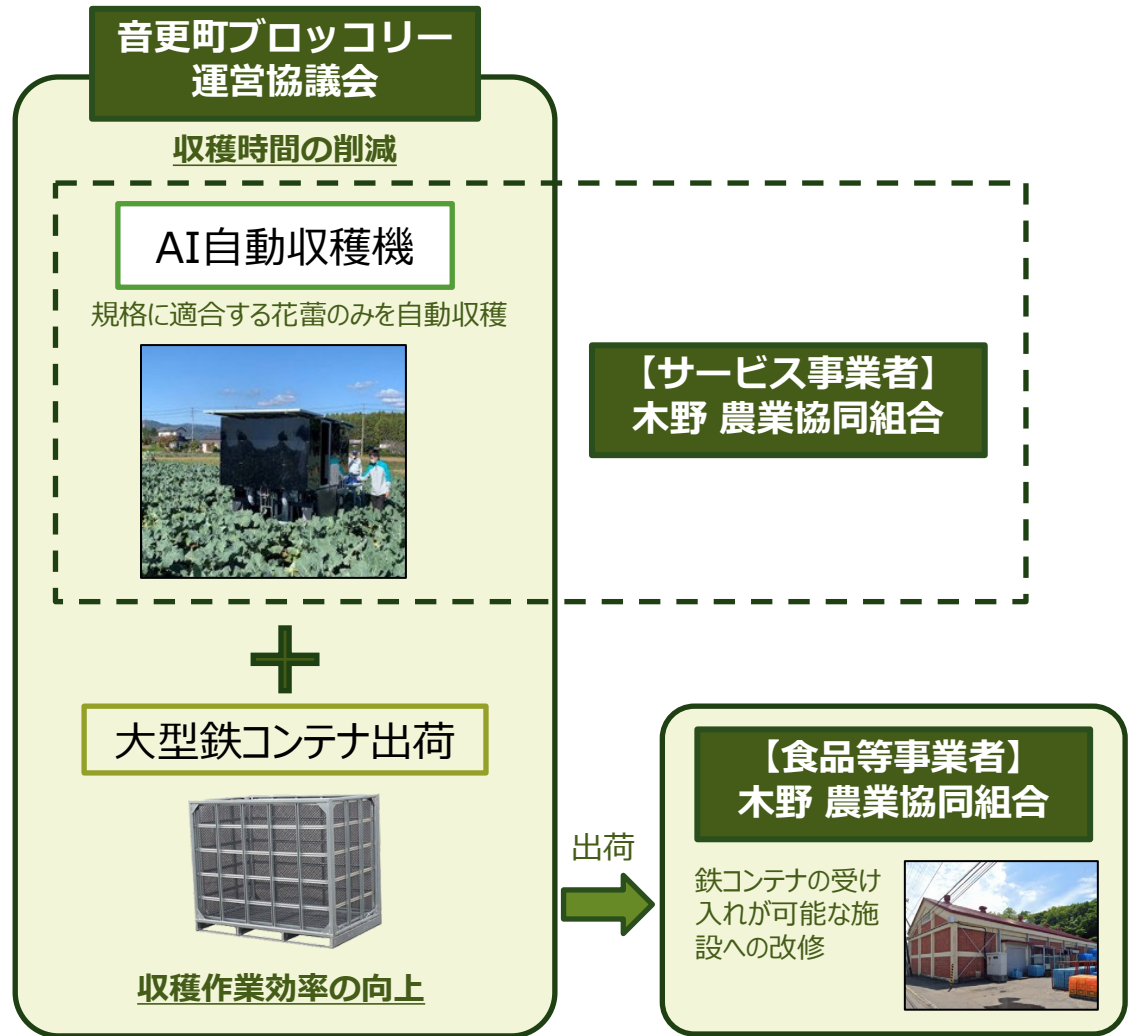 音更町ブロッコリー
運営協議会
収穫時間の削減
AI自動収穫機
規格に適合する花蕾のみを自動収穫
【サービス事業者】
木野 農業協同組合
大型鉄コンテナ出荷
収穫作業効率の向上
出荷
【食品等事業者】
木野 農業協同組合
鉄コンテナの受け
入れが可能な施
設への改修